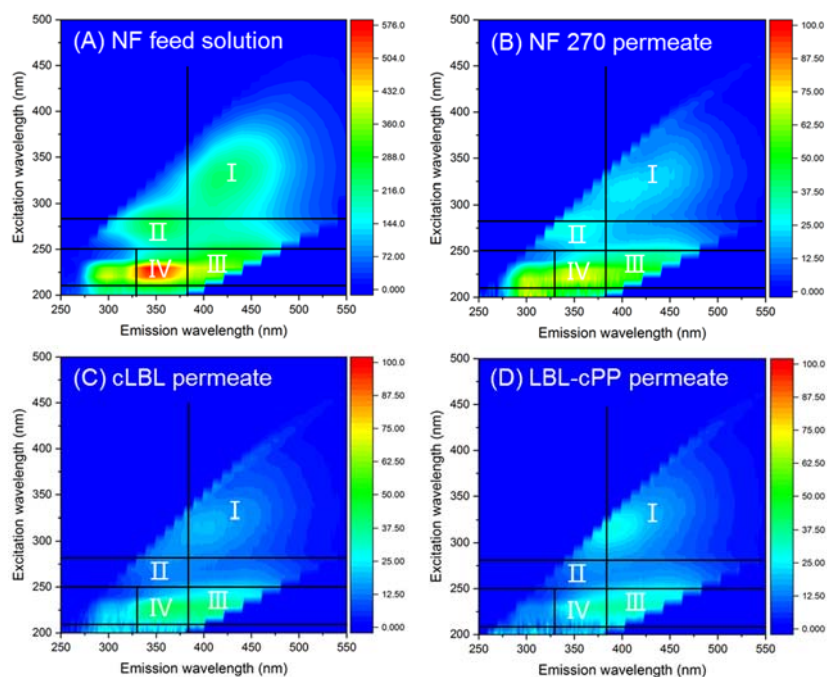 (A) NF feed solution
Excitation wavelength (nm)
500
450
400
350
300
250
200
I
II
III
IV
250 300 350 400 450 500 550
Emission wavelength (nm)
576.0
504.0
432.0
360.0
288.0
216.0
144.0
72.00
0.000
(B) NF 270 permeate
Excitation wavelength (nm)
500
450
400
350
300
250
200
I
II
III
IV
250 300 350 400 450 500 550
Emission wavelength (nm)
100.0
87.50
75.00
62.50
50.00
37.50
25.00
12.50
0.000
(C) cLBL permeate
Excitation wavelength (nm)
500
450
400
350
300
250
200
I
II
III
IV
250 300 350 400 450 500 550
Emission wavelength (nm)
100.0
87.50
75.00
62.50
50.00
37.50
25.00
12.50
0.000
(D) LBL-cPP permeate
Excitation wavelength (nm)
500
450
400
350
300
250
200
I
II
III
IV
250 300 350 400 450 500 550
Emission wavelength (nm)
100.0
87.50
75.00
62.50
50.00
37.50
25.00
12.50
0.000